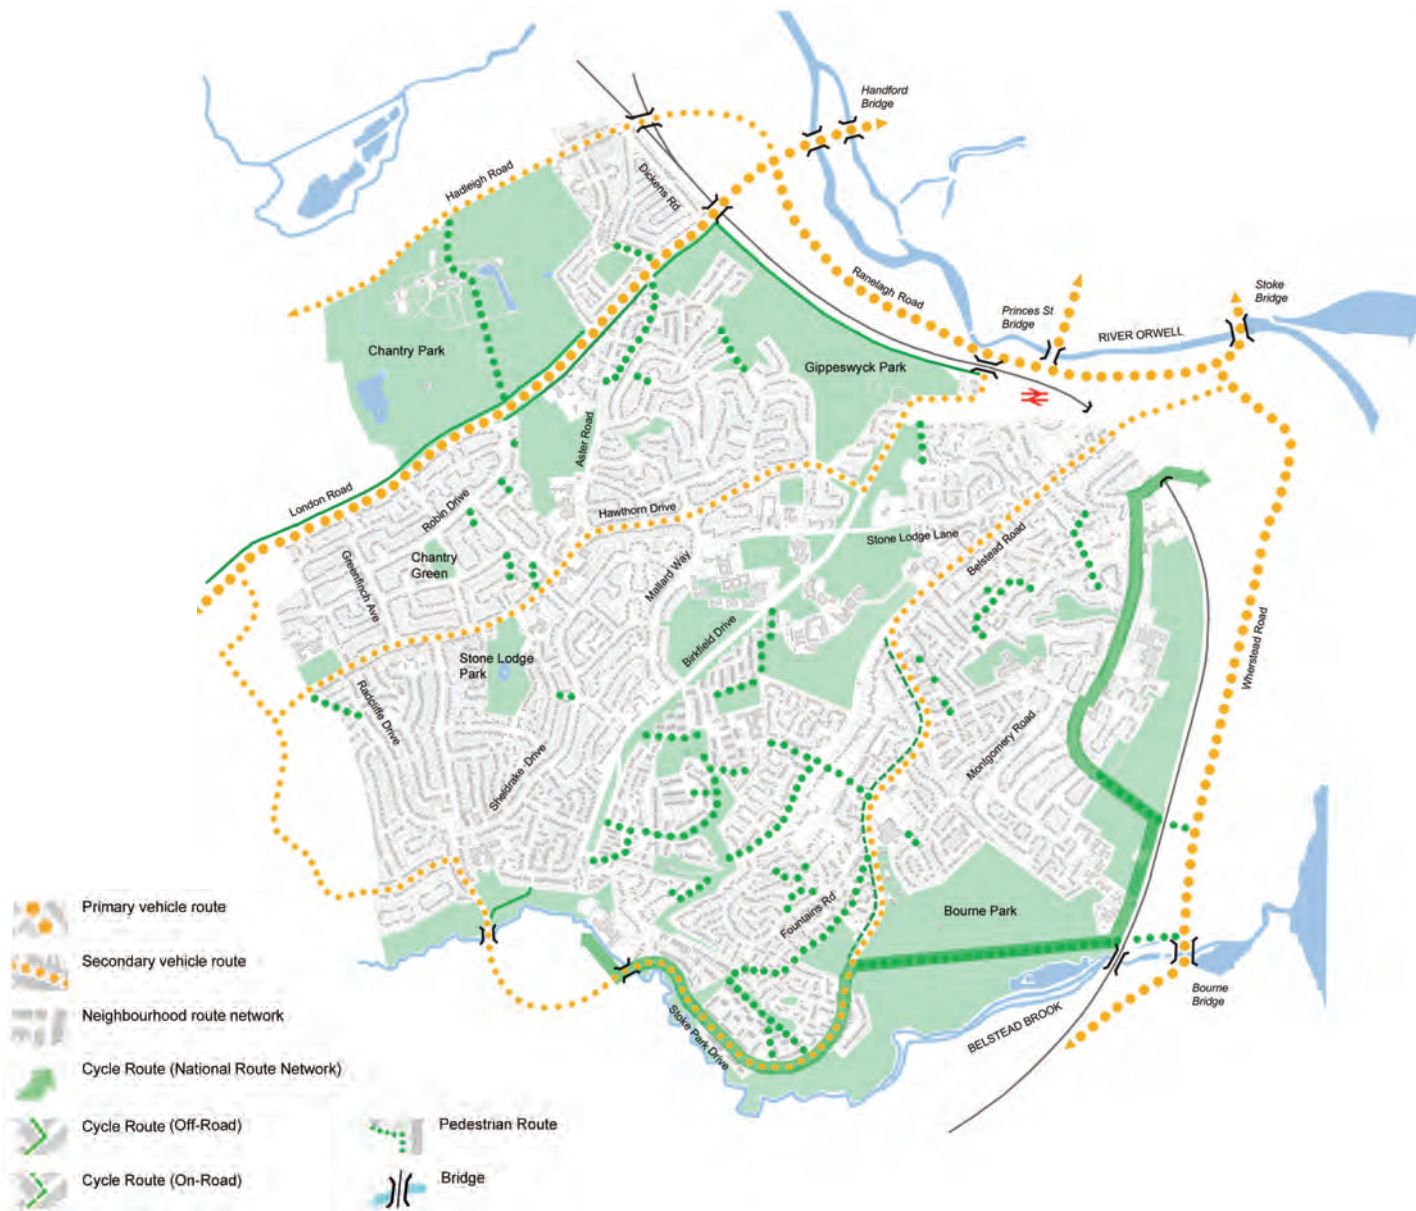 Handford
Bridge
Hadleigh Road
Dickens Rd
Ranelagh Road
Stoke
Bridge
Princes St
Bridge
RIVER ORWELL
Chantry Park
Gippeswyck Park
Aster Road
London Road
Robin Drive
Hawthorn Drive
Stone Lodge Lane
Belstead Road
Chantry
Green
Greenfinch Ave
Mallard Way
Birkfield Drive
Wherstead Road
Stone Lodge
Park
Radcliffe Drive
Montgomery Road
Sheldrake Drive
Fountains Rd
Bourne Park
Bourne
Bridge
BELSTEAD BROOK
Stoke Park Drive
Primary vehicle route
Secondary vehicle route
Neighbourhood route network
Cycle Route (National Route Network)
Cycle Route (Off-Road)
Pedestrian Route
Cycle Route (On-Road)
Bridge